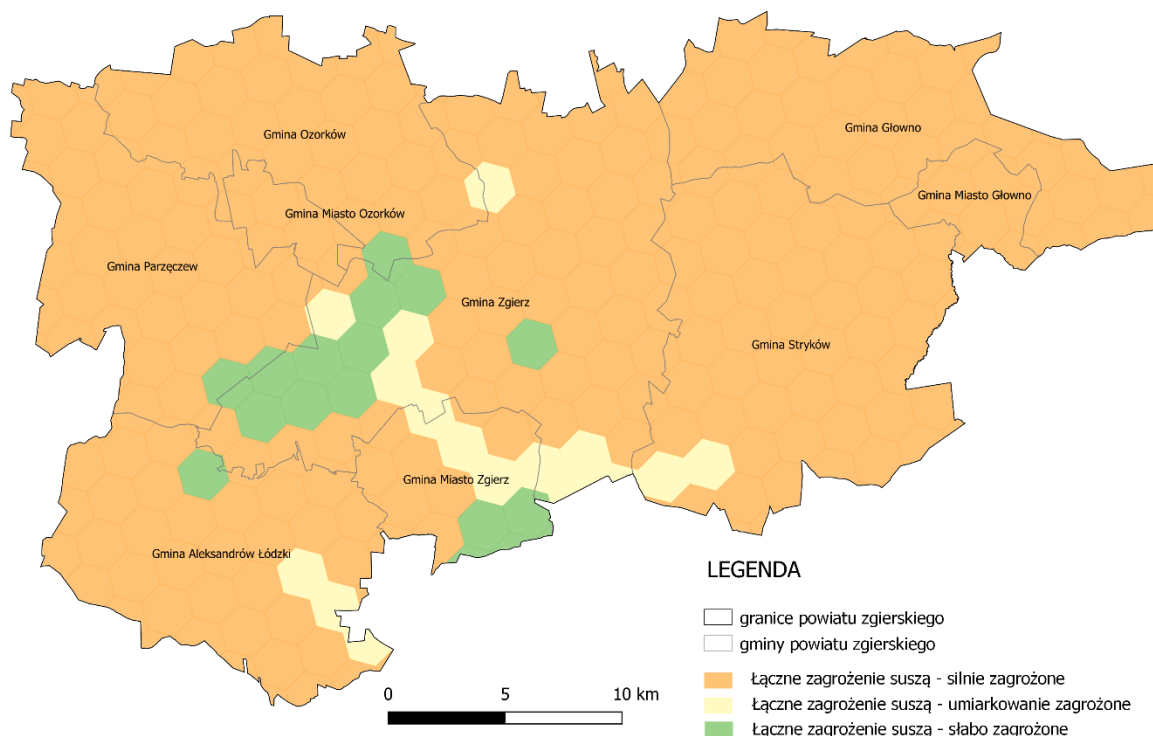 Gmina Ozorków
Gmina Głowno
Gmina Miasto Głowno
Gmina Miasto Ozorków
Gmina Parzęczew
Gmina Zgierz
Gmina Stryków
Gmina Miasto Zgierz
Gmina Aleksandrów Łódzki
LEGENDA
granice powiatu zgierskiego
gminy powiatu zgierskiego
Łączne zagrożenie suszą - silnie zagrożone
Łączne zagrożenie suszą - umiarkowanie zagrożone
Łączne zagrożenie suszą - słabo zagrożone
0 5 10 km